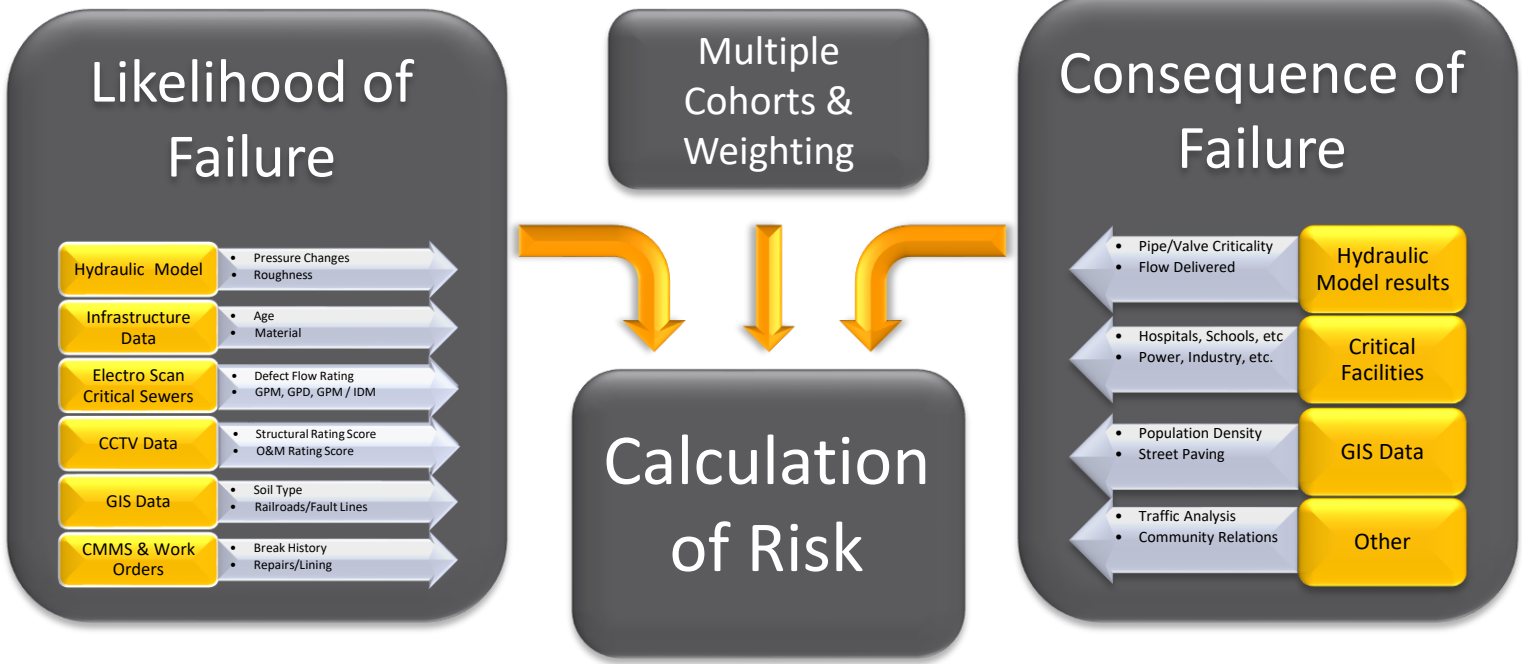 Likelihood of
Failure
Hydraulic Model
• Pressure Changes
• Roughness
Infrastructure
Data
• Age
• Material
Electro Scan
Critical Sewers
• Defect Flow Rating
• GPM, GPD, GPM / IDM
CCTV Data
• Structural Rating Score
• O&M Rating Score
GIS Data
• Soil Type
• Railroads/Fault Lines
CMMS & Work
Orders
• Break History
• Repairs/Lining
Multiple
Cohorts &
Weighting
Calculation
of Risk
Consequence of
Failure
• Pipe/Valve Criticality
• Flow Delivered
Hydraulic
Model results
• Hospitals, Schools, etc
• Power, Industry, etc.
Critical
Facilities
• Population Density
• Street Paving
GIS Data
• Traffic Analysis
• Community Relations
Other